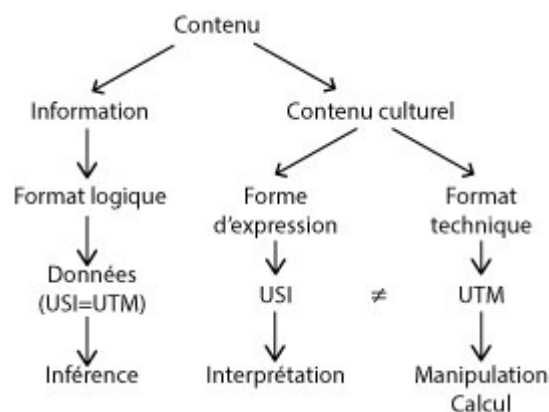 Contenu
Information
Contenu culturel
Format logique
Forme
d'expression
Format
technique
Données
(USI=UTM)
USI
≠
UTM
Inférence
Interprétation
Manipulation
Calcul